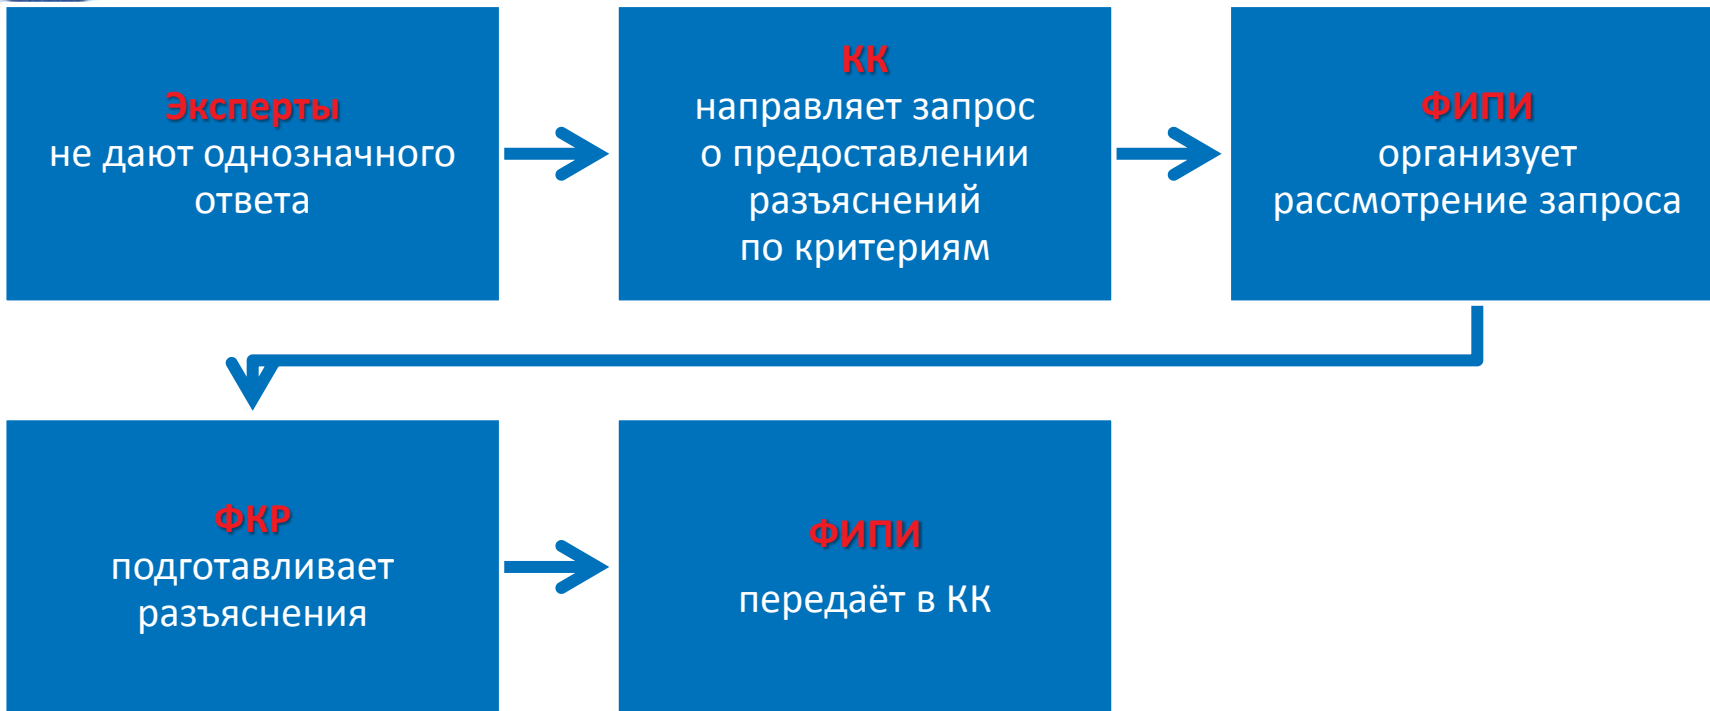 Эксперты
не дают однозначного
ответа
КК
направляет запрос
о предоставлении
разъяснений
по критериям
ФИПИ
организует
рассмотрение запроса
ФКР
подготавливает
разъяснения
ФИПИ
передаёт в КК